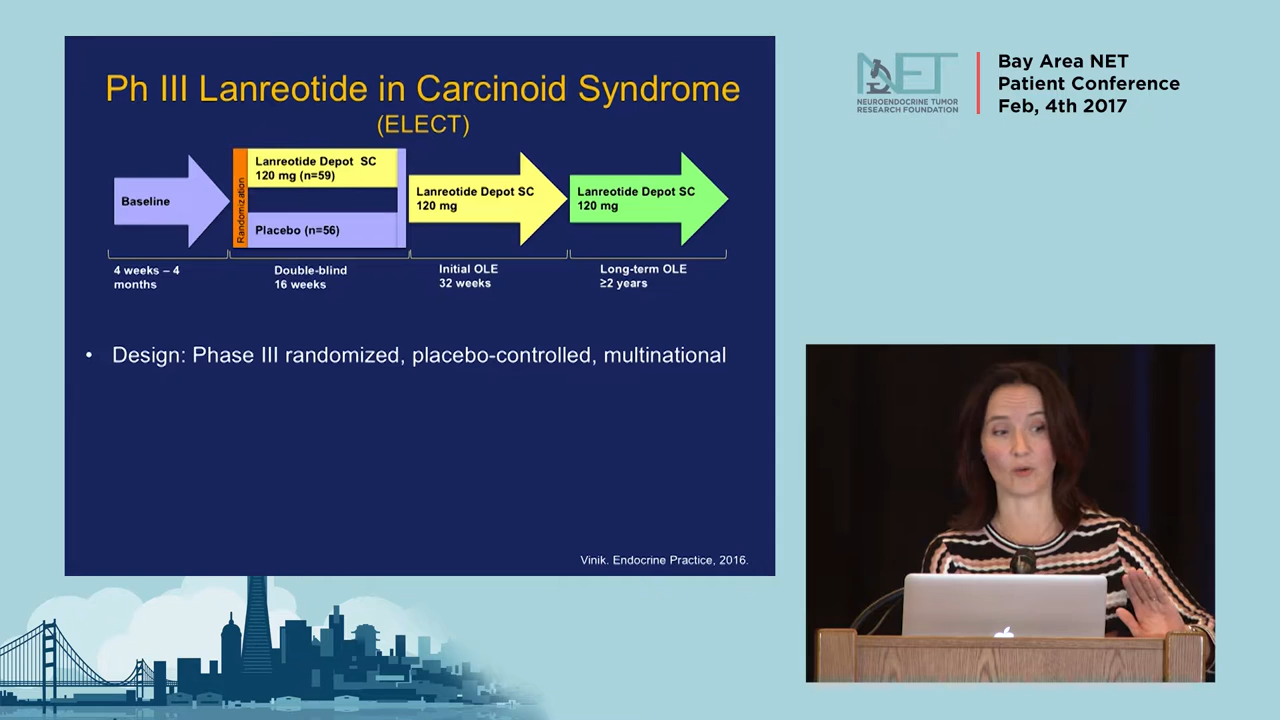 Ph III Lanreotide in Carcinoid Syndrome
(ELECT)
Baseline
Randomization
Lanreotide Depot SC
120 mg (n=59)
Placebo (n=56)
Lanreotide Depot SC
120 mg
Lanreotide Depot SC
120 mg
4 weeks – 4
months
Double-blind
16 weeks
Initial OLE
32 weeks
Long-term OLE
≥2 years
• Design: Phase III randomized, placebo-controlled, multinational
Vinik. Endocrine Practice, 2016.
NET
NEUROENDOCRINE TUMOR
RESEARCH FOUNDATION
Bay Area NET
Patient Conference
Feb, 4th 2017